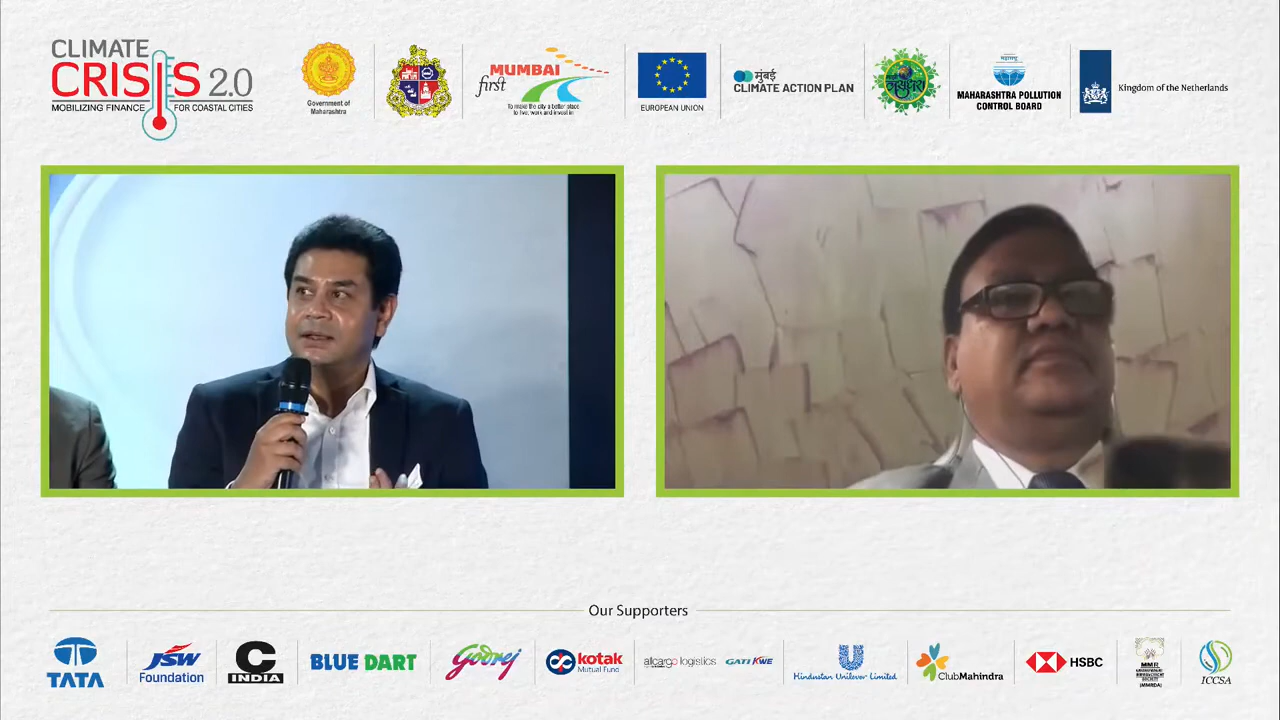 CLIMATE
CRISIS 2.0
MOBILIZING FINANCE FOR COASTAL CITIES
Government of
Maharashtra
MUMBAI
first
To make the city a better place
to live, work and invest in
EUROPEAN UNION
मुंबई
CLIMATE ACTION PLAN
महाराष्ट्र
MAHARASHTRA POLLUTION
CONTROL BOARD
Kingdom of the Netherlands
Our Supporters
TATA
JSW
Foundation
C
INDIA
BLUE DART
Godrej
kotak
Mutual Fund
allcargo logistics
GATI KWE
Hindustan Unilever Limited
ClubMahindra
HSBC
MMR
ICCSA